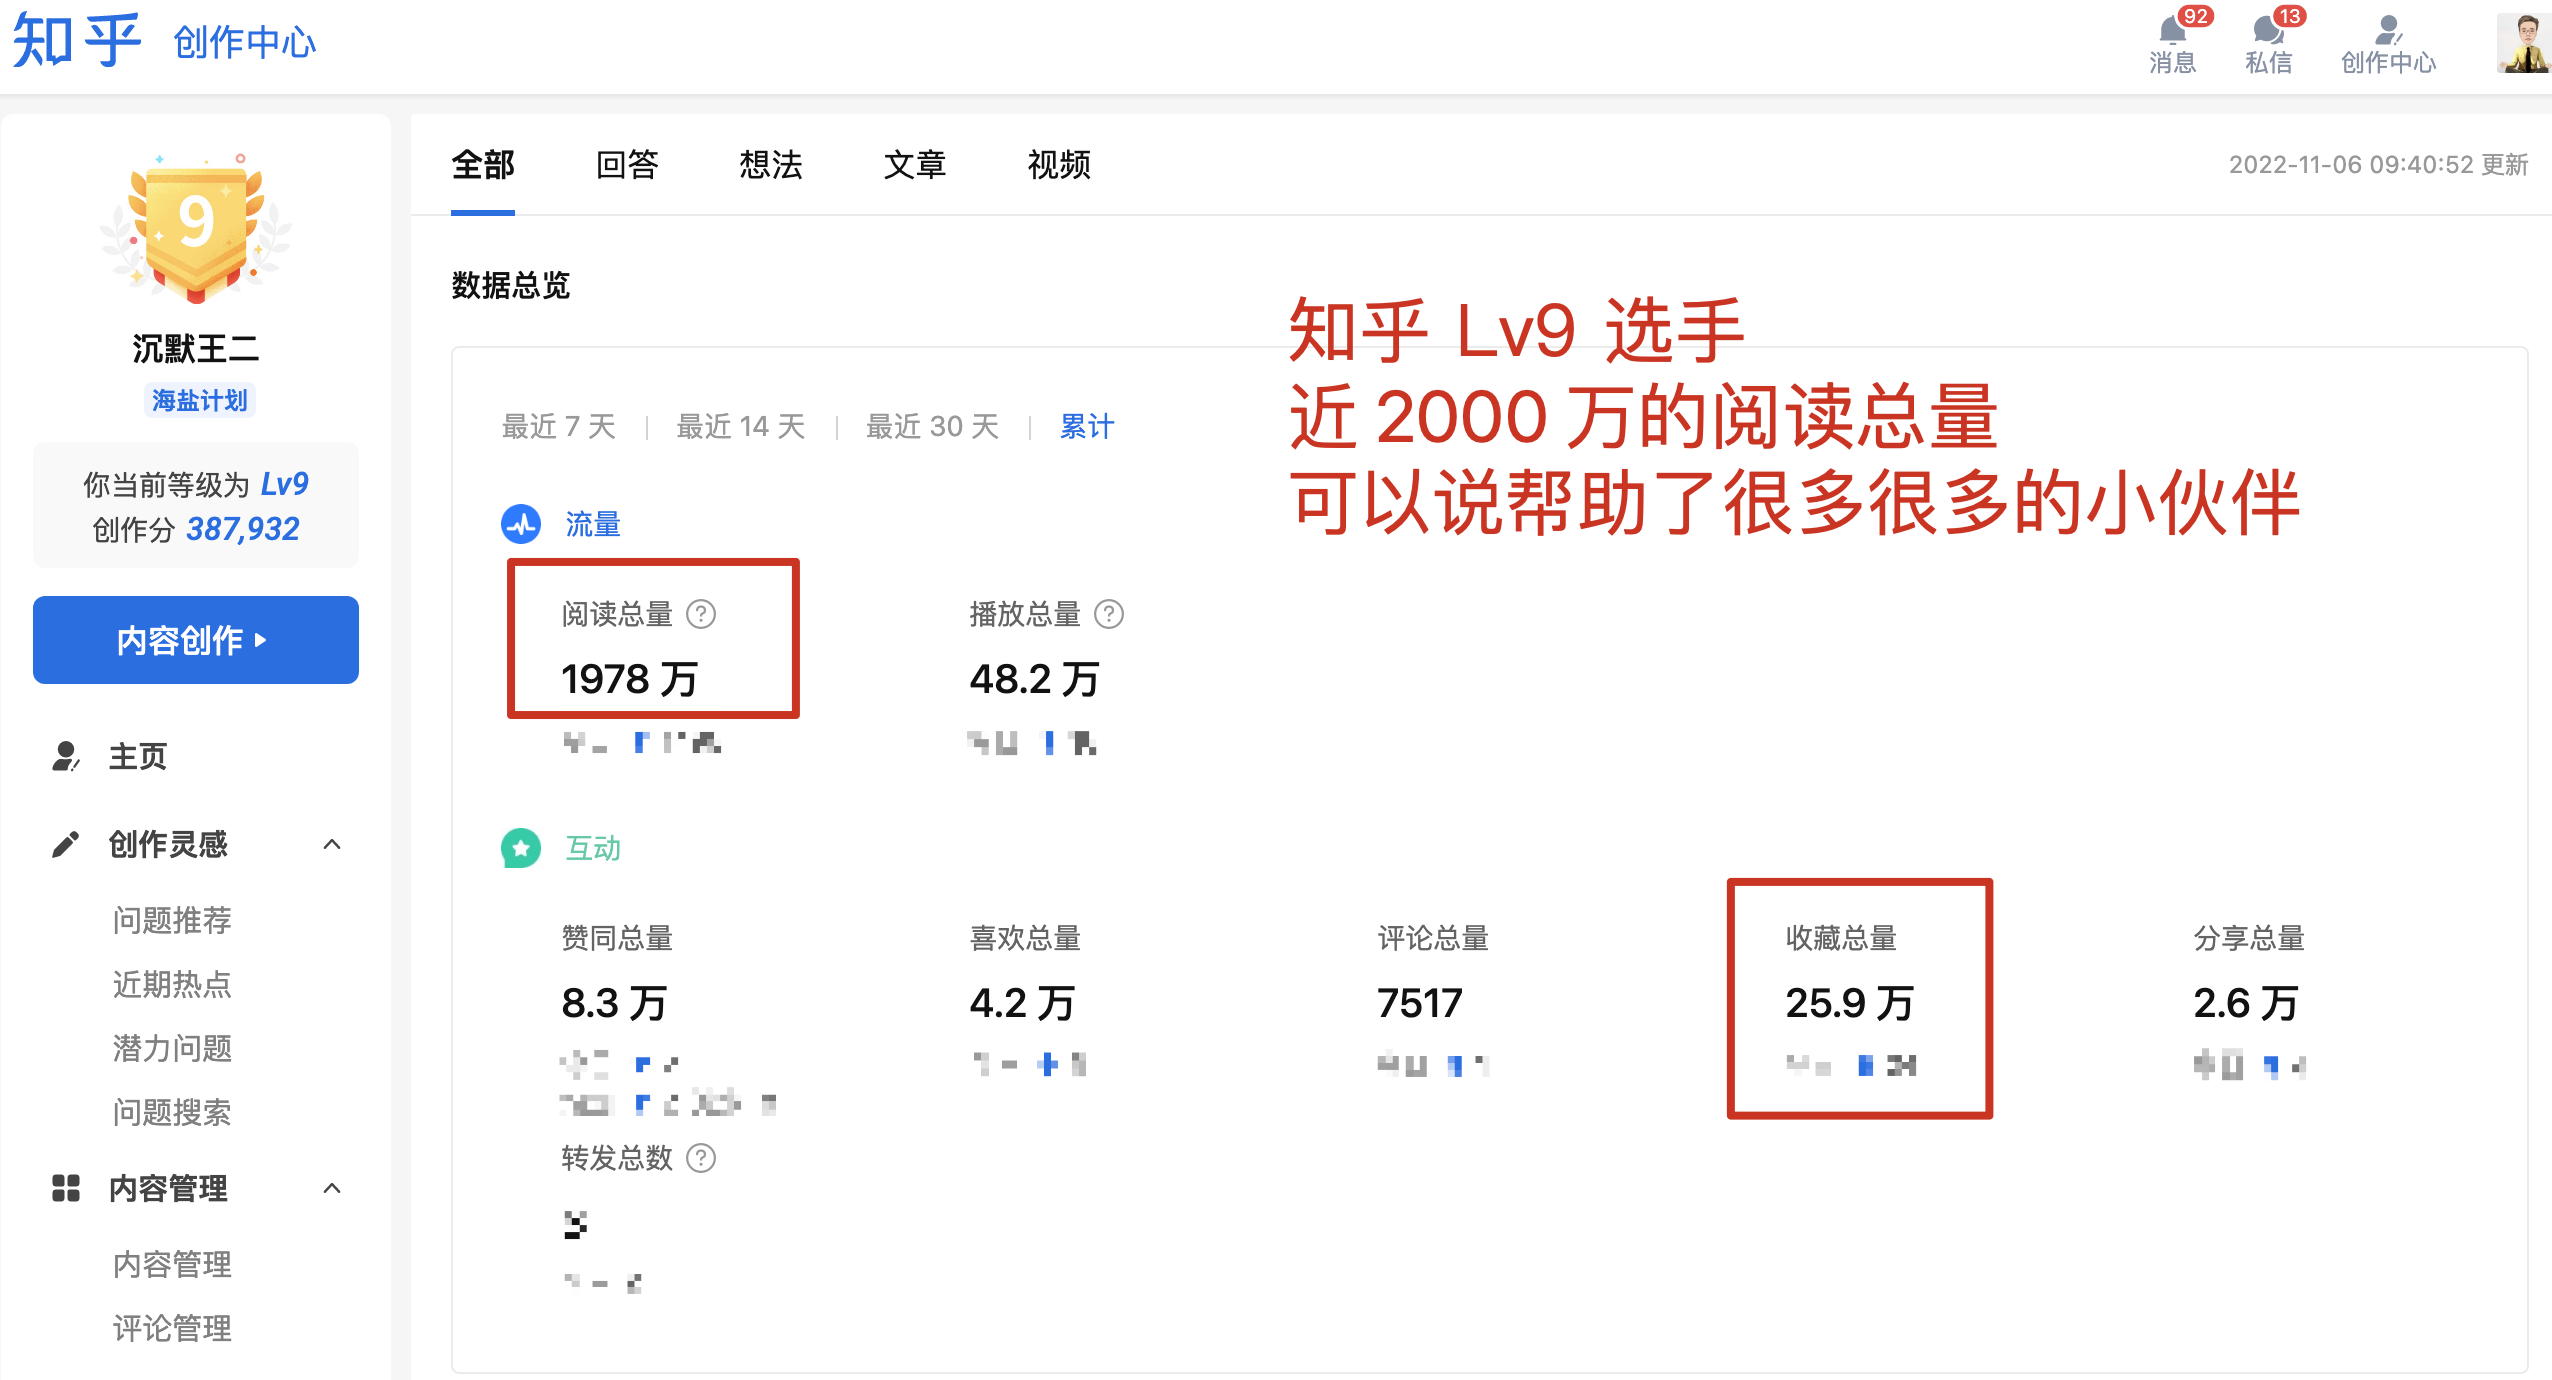 知乎 创作中心
92
13
消息 私信 创作中心
9
沉默王二
海盐计划
你当前等级为 Lv9
创作分 387,932
内容创作
主页
创作灵感
问题推荐
近期热点
潜力问题
问题搜索
内容管理
内容管理
评论管理
全部 回答 想法 文章 视频
2022-11-06 09:40:52 更新
数据总览
知乎 Lv9 选手
近 2000 万的阅读总量
可以说帮助了很多很多的小伙伴
最近 7 天 最近 14 天 最近 30 天 累计
流量
阅读总量 ? 播放总量 ?
1978 万 48.2 万
互动
赞同总量 喜欢总量 评论总量 收藏总量 分享总量
8.3 万 4.2 万 7517 25.9 万 2.6 万
转发总数 ?